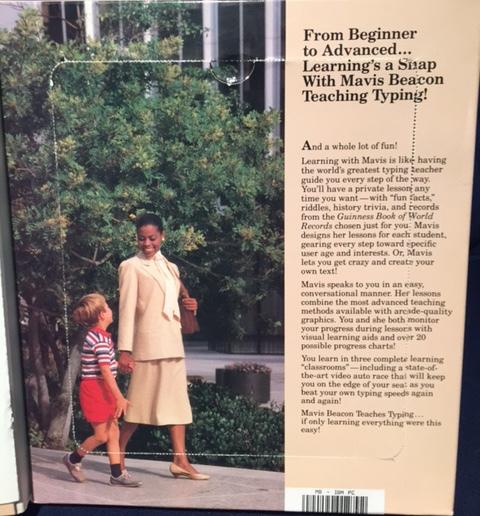 From Beginner
to Advanced...
Learning's a Snap
With Mavis Beacon
Teaching Typing!
And a whole lot of fun!
Learning with Mavis is like having
the world's greatest typing teacher
guide you every step of the way.
You'll have a private lesson any
time you want—with "fun facts,"
riddles, history trivia, and records
from the Guinness Book of World
Records chosen just for you. Mavis
designs her lessons for each student,
gearing every step toward specific
user age and interests. Or, Mavis
lets you get crazy and create your
own text!
Mavis speaks to you in an easy,
conversational manner. Her lessons
combine the most advanced teaching
methods available with arcade-quality
graphics. You and she both monitor
your progress during lessons with
visual learning aids and over 20
possible progress charts!
You learn in three complete learning
"classrooms"—including a state-of-
the-art video auto race that will keep
you on the edge of your seat as you
beat your own typing speeds again
and again!
Mavis Beacon Teaches Typing...
if only learning everything were this
easy!
MB - IBM PC